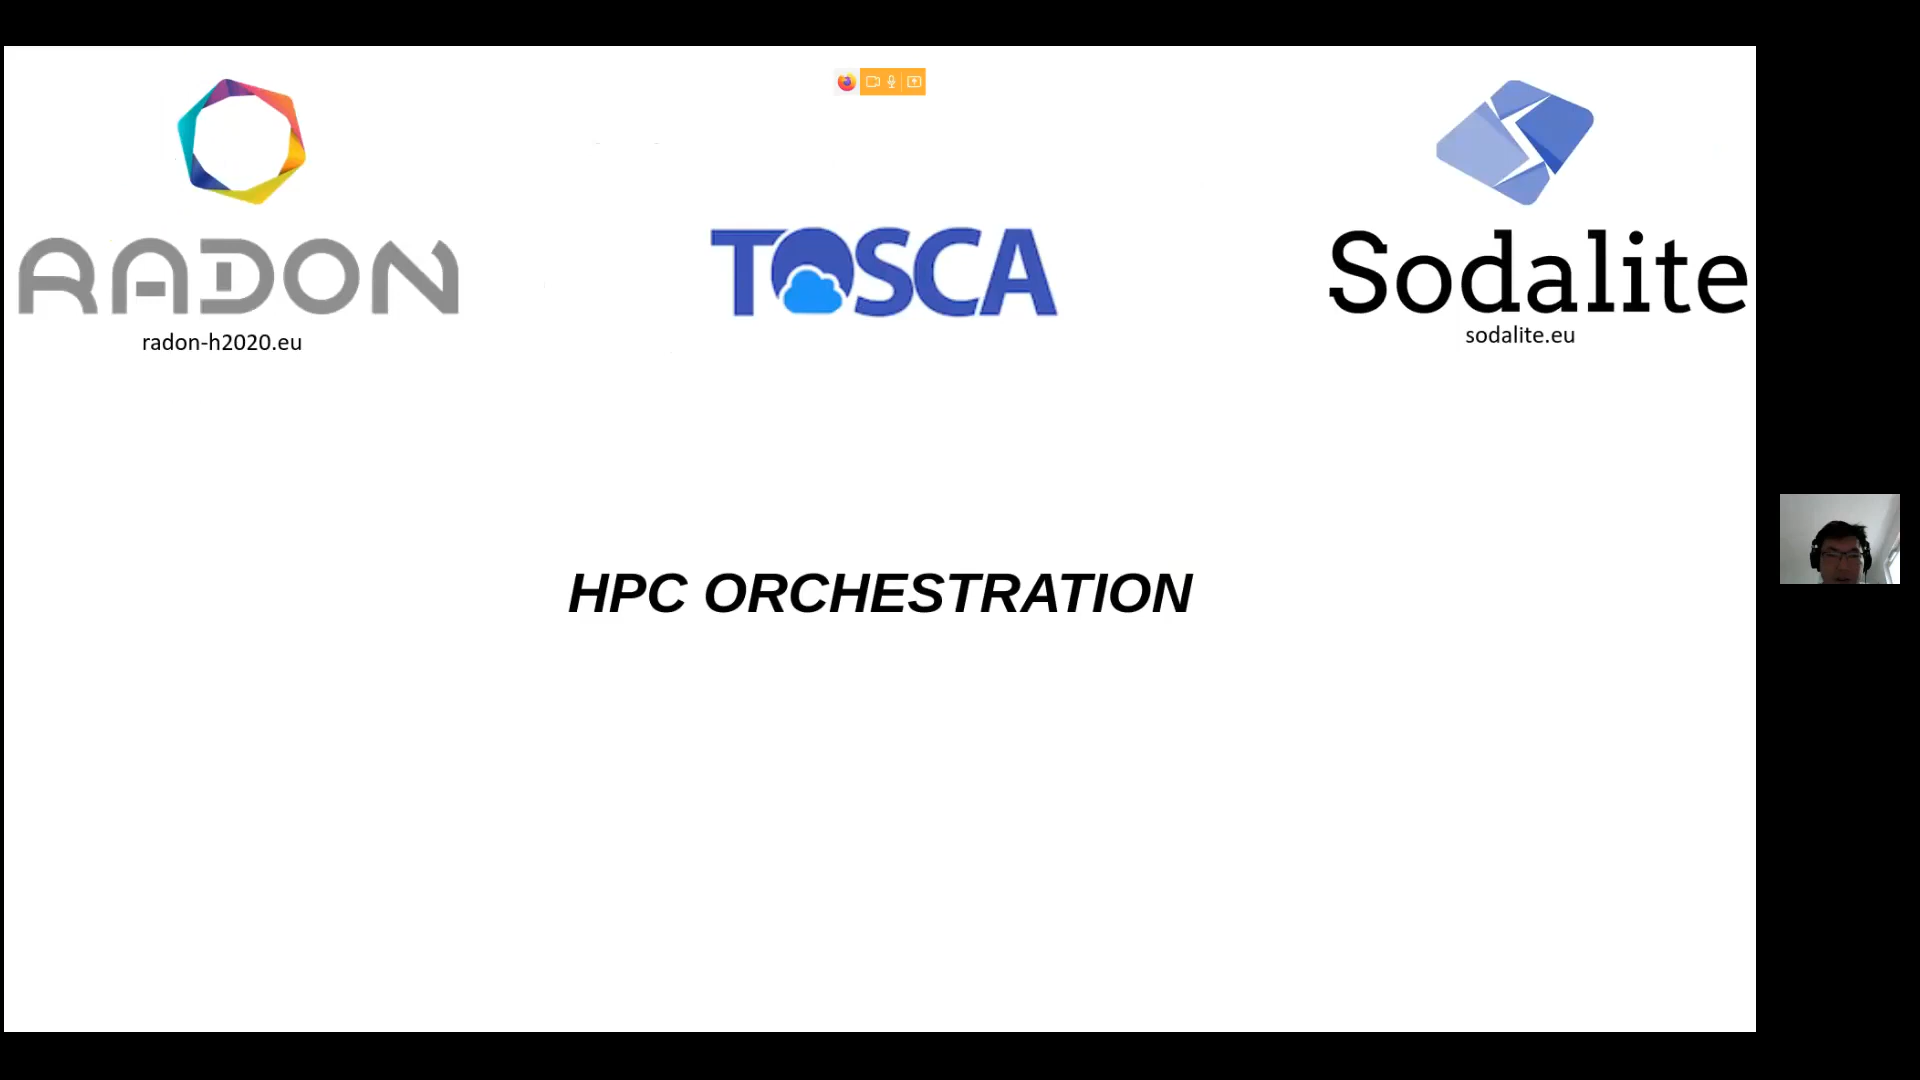 RADON
radon-h2020.eu
TOSCA
Sodalite
sodalite.eu
HPC ORCHESTRATION